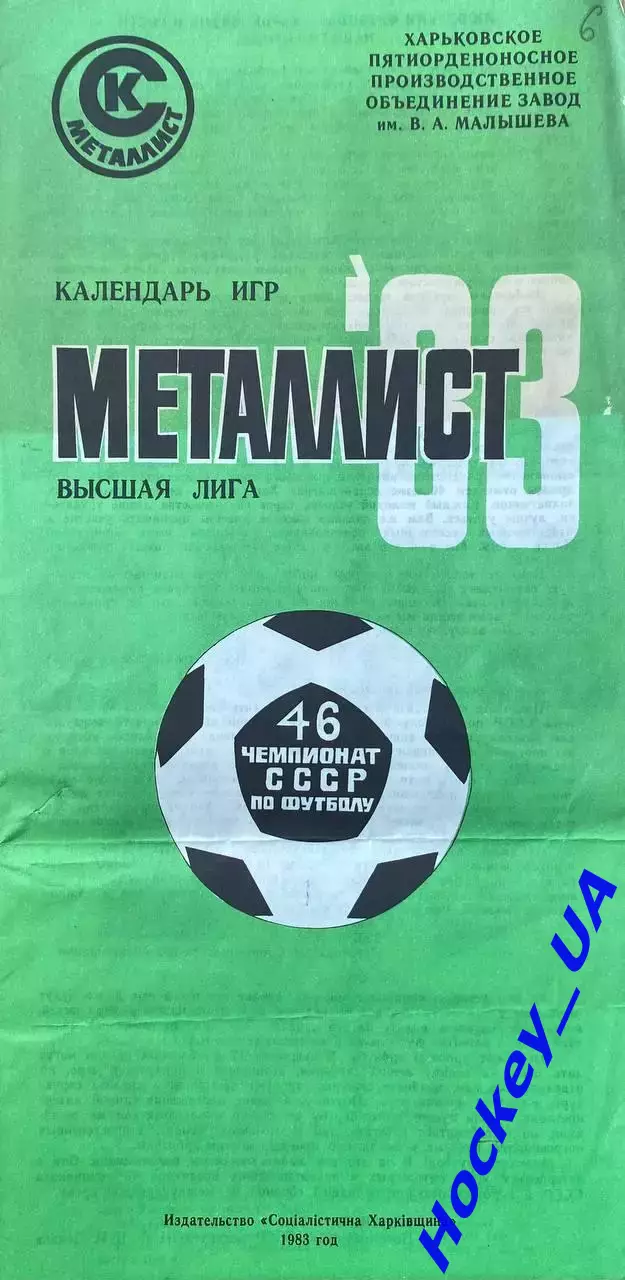 СК
МЕТАЛЛИСТ
6
ХАРЬКОВСКОЕ
ПЯТИОРДЕНОНОСНОЕ
ПРОИЗВОДСТВЕННОЕ
ОБЪЕДИНЕНИЕ ЗАВОД
им. В. А. МАЛЫШЕВА
КАЛЕНДАРЬ ИГР
'83
МЕТАЛЛИСТ
ВЫСШАЯ ЛИГА
46
ЧЕМПИОНАТ
СССР
ПО ФУТБОЛУ
Издательство «Соціалістична Харківщина»
1983 год
Hockey_UA